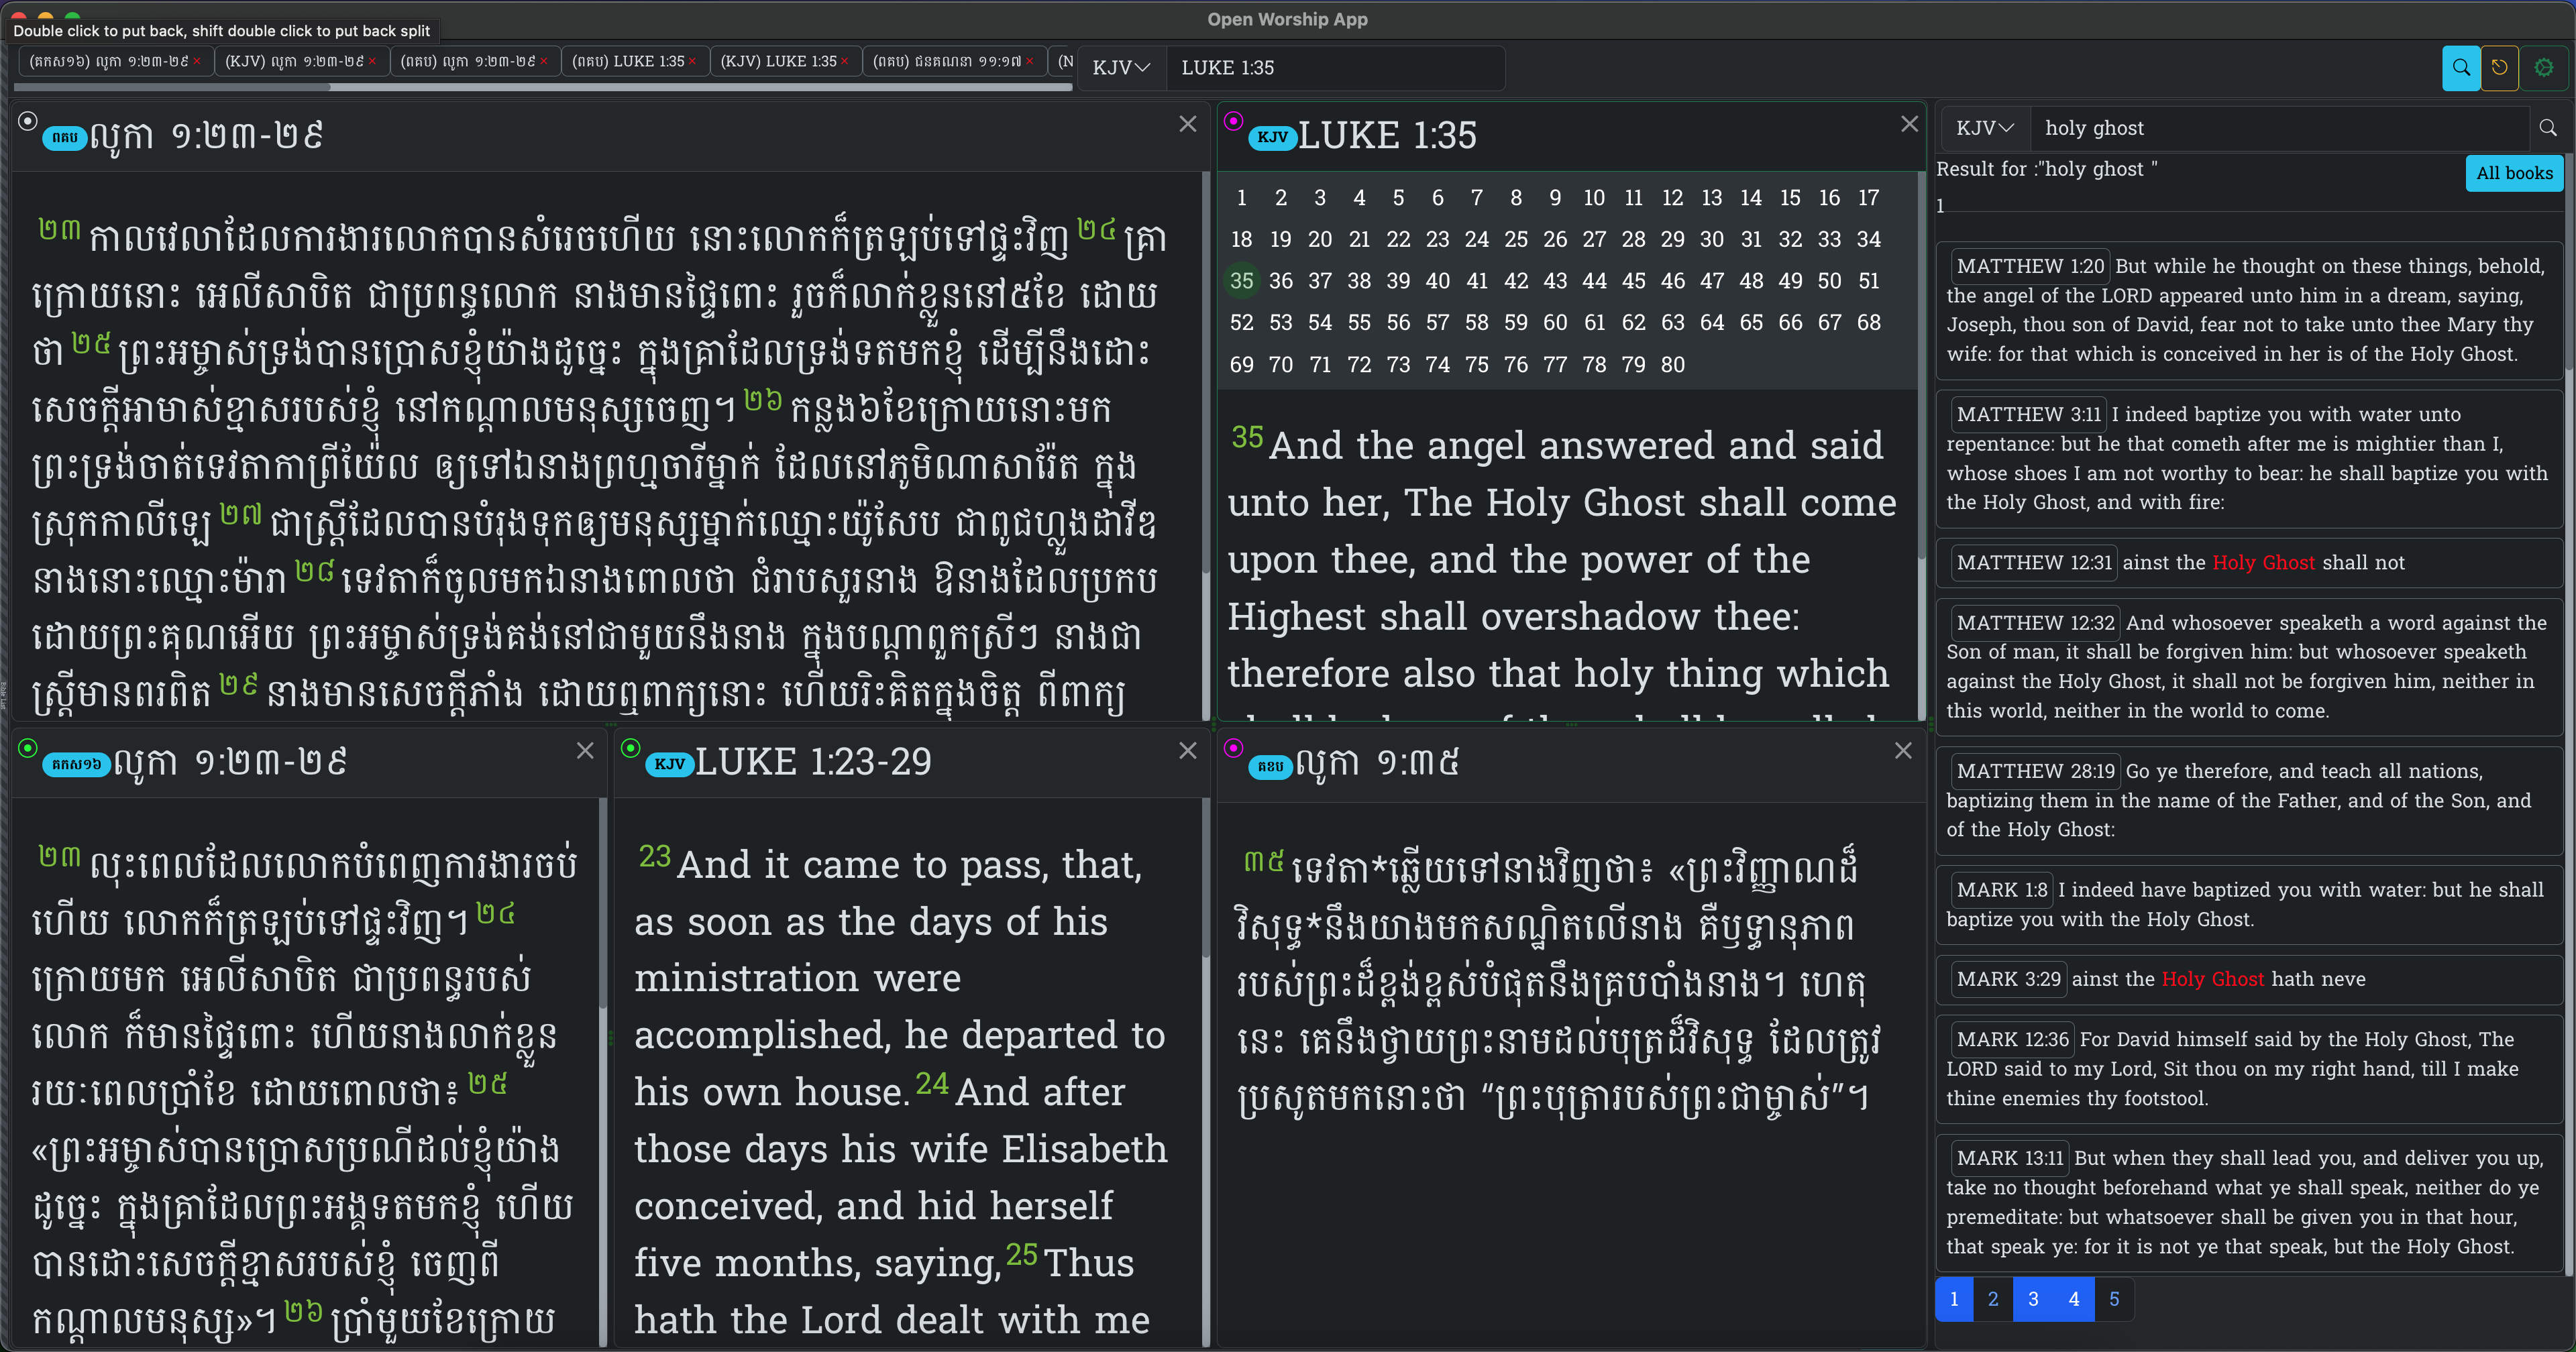 Open Worship App
Double click to put back, shift double click to put back split
(គកស១៦) លូកា ១:២៣-២៩ ×
(KJV) លូកា ១:២៣-២៩ ×
(ពគប) លូកា ១:២៣-២៩ ×
(ពគប) LUKE 1:35 ×
(KJV) LUKE 1:35 ×
(ពគប) ជនគណនា ១១:១៧ ×
(N
KJV
LUKE 1:35
ពគប លូកា ១:២៣-២៩
២៣ កាលវេលាដែលការងារលោកបានសំរេចហើយ នោះលោកក៏ត្រឡប់ទៅផ្ទះវិញ ២៤ គ្រា
ក្រោយនោះ អេលីសាបិត ជាប្រពន្ធលោក នាងមានផ្ទៃពោះ រួចក៏លាក់ខ្លួននៅ៥ខែ ដោយ
ថា ២៥ ព្រះអម្ចាស់ទ្រង់បានប្រោសខ្ញុំយ៉ាងដូច្នេះ ក្នុងគ្រាដែលទ្រង់ទតមកខ្ញុំ ដើម្បីនឹងដោះ
សេចក្ដីអាមាស់ខ្មាសរបស់ខ្ញុំ នៅកណ្តាលមនុស្សចេញ។ ២៦ កន្លង៦ខែក្រោយនោះមក
ព្រះទ្រង់ចាត់ទេវតាកាព្រីយ៉ែល ឲ្យទៅឯនាងព្រហ្មចារីម្នាក់ ដែលនៅភូមិណាសារ៉ែត ក្នុង
ស្រុកកាលីឡេ ២៧ ជាស្ត្រីដែលបានបំរុងទុកឲ្យមនុស្សម្នាក់ឈ្មោះយ៉ូសែប ជាពូជហ្លួងដាវីឌ
នាងនោះឈ្មោះម៉ារា ២៨ ទេវតាក៏ចូលមកឯនាងពោលថា ជំរាបសួរនាង ឱនាងដែលប្រកប
ដោយព្រះគុណអើយ ព្រះអម្ចាស់ទ្រង់គង់នៅជាមួយនឹងនាង ក្នុងបណ្តាពួកស្រីៗ នាងជា
ស្ត្រីមានពរពិត ២៩ នាងមានសេចក្ដីភាំង ដោយឮពាក្យនោះ ហើយរិះគិតក្នុងចិត្ត ពីពាក្យ
KJV LUKE 1:35
1 2 3 4 5 6 7 8 9 10 11 12 13 14 15 16 17
18 19 20 21 22 23 24 25 26 27 28 29 30 31 32 33 34
35 36 37 38 39 40 41 42 43 44 45 46 47 48 49 50 51
52 53 54 55 56 57 58 59 60 61 62 63 64 65 66 67 68
69 70 71 72 73 74 75 76 77 78 79 80
35 And the angel answered and said
unto her, The Holy Ghost shall come
upon thee, and the power of the
Highest shall overshadow thee:
therefore also that holy thing which
គកស១៦ លូកា ១:២៣-២៩
២៣ លុះពេលដែលលោកបំពេញការងារចប់
ហើយ លោកក៏ត្រឡប់ទៅផ្ទះវិញ។ ២៤
ក្រោយមក អេលីសាបិត ជាប្រពន្ធរបស់
លោក ក៏មានផ្ទៃពោះ ហើយនាងលាក់ខ្លួន
រយៈពេលប្រាំខែ ដោយពោលថា៖ ២៥
«ព្រះអម្ចាស់បានប្រោសប្រណីដល់ខ្ញុំយ៉ាង
ដូច្នេះ ក្នុងគ្រាដែលព្រះអង្គទតមកខ្ញុំ ហើយ
បានដោះសេចក្ដីខ្មាសរបស់ខ្ញុំ ចេញពី
កណ្ដាលមនុស្ស»។ ២៦ ប្រាំមួយខែក្រោយ
KJV LUKE 1:23-29
23 And it came to pass, that,
as soon as the days of his
ministration were
accomplished, he departed to
his own house. 24 And after
those days his wife Elisabeth
conceived, and hid herself
five months, saying, 25 Thus
hath the Lord dealt with me
គខប លូកា ១:៣៥
៣៥ ទេវតា*ឆ្លើយទៅនាងវិញថា៖ «ព្រះវិញ្ញាណដ៏
វិសុទ្ធ*នឹងយាងមកសណ្ឋិតលើនាង គឺឫទ្ធានុភាព
របស់ព្រះដ៏ខ្ពង់ខ្ពស់បំផុតនឹងគ្របបាំងនាង។ ហេតុ
នេះ គេនឹងថ្វាយព្រះនាមដល់បុត្រដ៏វិសុទ្ធ ដែលត្រូវ
ប្រសូតមកនោះថា “ព្រះបុត្រារបស់ព្រះជាម្ចាស់”។
KJV
holy ghost
Result for :"holy ghost "
All books
1
MATTHEW 1:20 But while he thought on these things, behold,
the angel of the LORD appeared unto him in a dream, saying,
Joseph, thou son of David, fear not to take unto thee Mary thy
wife: for that which is conceived in her is of the Holy Ghost.
MATTHEW 3:11 I indeed baptize you with water unto
repentance: but he that cometh after me is mightier than I,
whose shoes I am not worthy to bear: he shall baptize you with
the Holy Ghost, and with fire:
MATTHEW 12:31 ainst the Holy Ghost shall not
MATTHEW 12:32 And whosoever speaketh a word against the
Son of man, it shall be forgiven him: but whosoever speaketh
against the Holy Ghost, it shall not be forgiven him, neither in
this world, neither in the world to come.
MATTHEW 28:19 Go ye therefore, and teach all nations,
baptizing them in the name of the Father, and of the Son, and
of the Holy Ghost:
MARK 1:8 I indeed have baptized you with water: but he shall
baptize you with the Holy Ghost.
MARK 3:29 ainst the Holy Ghost hath neve
MARK 12:36 For David himself said by the Holy Ghost, The
LORD said to my Lord, Sit thou on my right hand, till I make
thine enemies thy footstool.
MARK 13:11 But when they shall lead you, and deliver you up,
take no thought beforehand what ye shall speak, neither do ye
premeditate: but whatsoever shall be given you in that hour,
that speak ye: for it is not ye that speak, but the Holy Ghost.
1 2 3 4 5